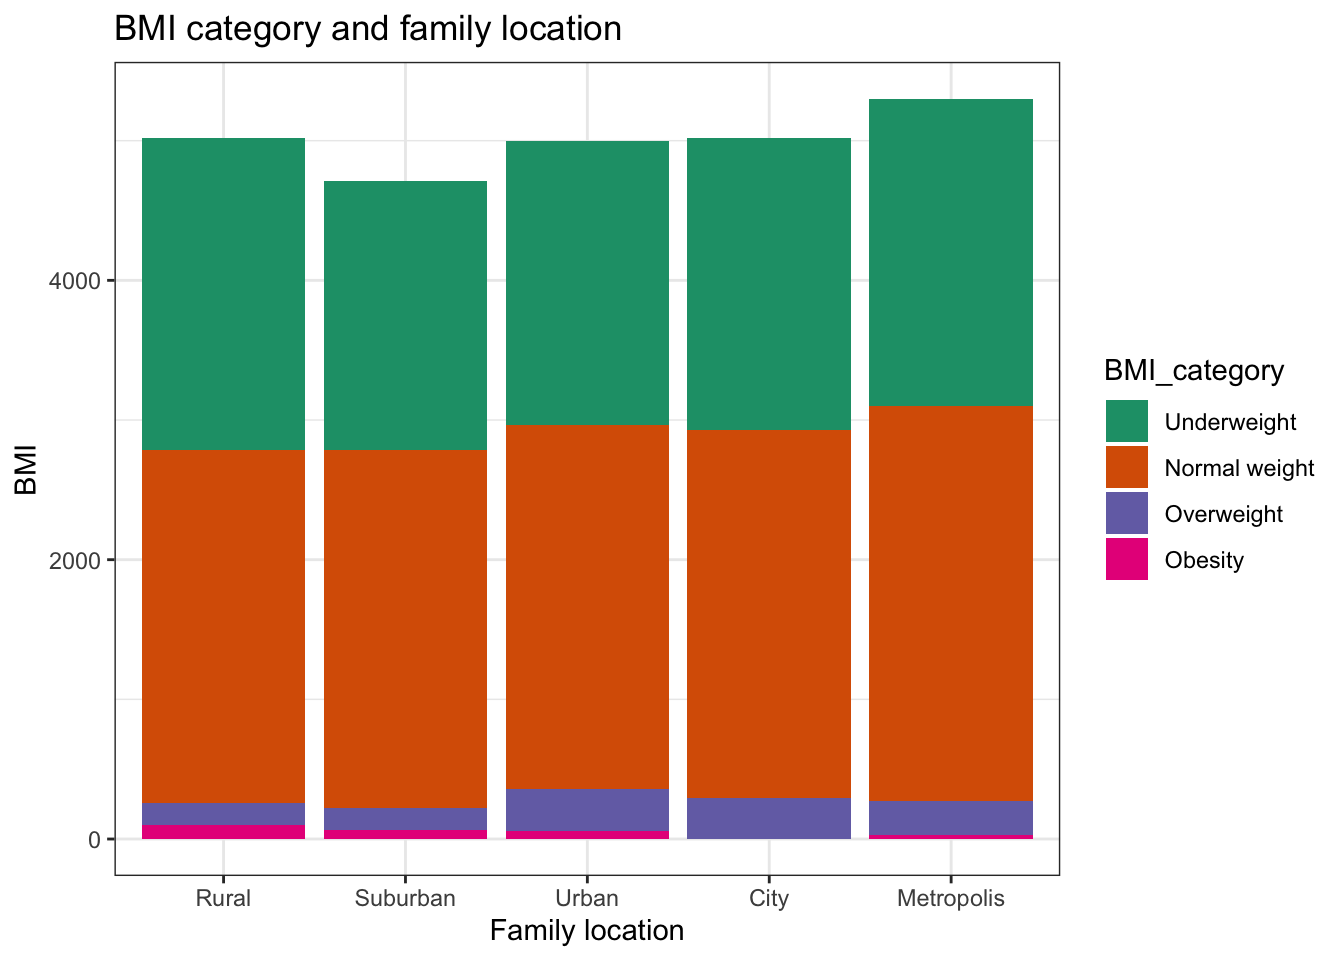 BMI category and family location
BMI
4000
2000
0
Rural
Suburban
Urban
City
Metropolis
Family location
BMI_category
Underweight
Normal weight
Overweight
Obesity